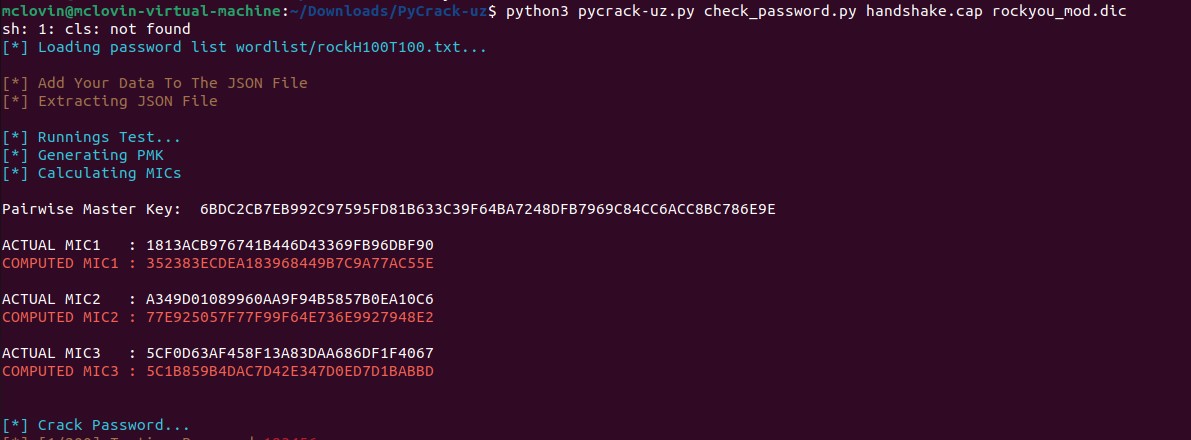 mclovin@mclovin-virtual-machine:~/Downloads/PyCrack-uz$ python3 pycrack-uz.py check_password.py handshake.cap rockyou_mod.dic
sh: 1: cls: not found
[*] Loading password list wordlist/rockH100T100.txt...
[*] Add Your Data To The JSON File
[*] Extracting JSON File
[*] Runnings Test...
[*] Generating PMK
[*] Calculating MICs
Pairwise Master Key:  6BDC2CB7EB992C97595FD81B633C39F64BA7248DFB7969C84CC6ACC8BC786E9E
ACTUAL MIC1   : 1813ACB976741B446D43369FB96DBF90
COMPUTED MIC1 : 352383ECDEA183968449B7C9A77AC55E
ACTUAL MIC2   : A349D01089960AA9F94B5857B0EA10C6
COMPUTED MIC2 : 77E925057F77F99F64E736E9927948E2
ACTUAL MIC3   : 5CF0D63AF458F13A83DAA686DF1F4067
COMPUTED MIC3 : 5C1B859B4DAC7D42E347D0ED7D1BABBD
[*] Crack Password...